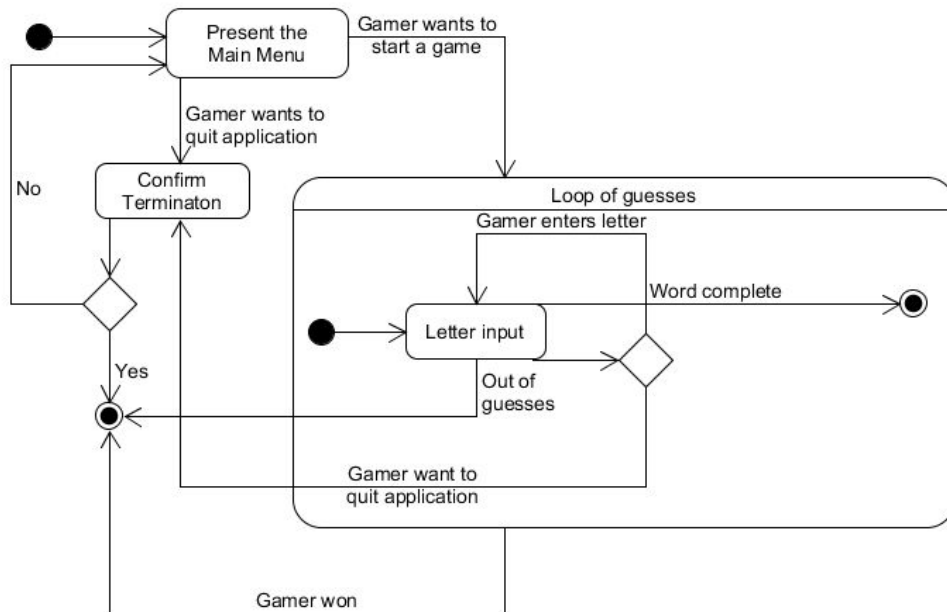 Present the
Main Menu
Gamer wants to
start a game
Gamer wants to
quit application
No
Confirm
Terminaton
Loop of guesses
Gamer enters letter
Word complete
Letter input
Yes
Out of
guesses
Gamer want to
quit application
Gamer won